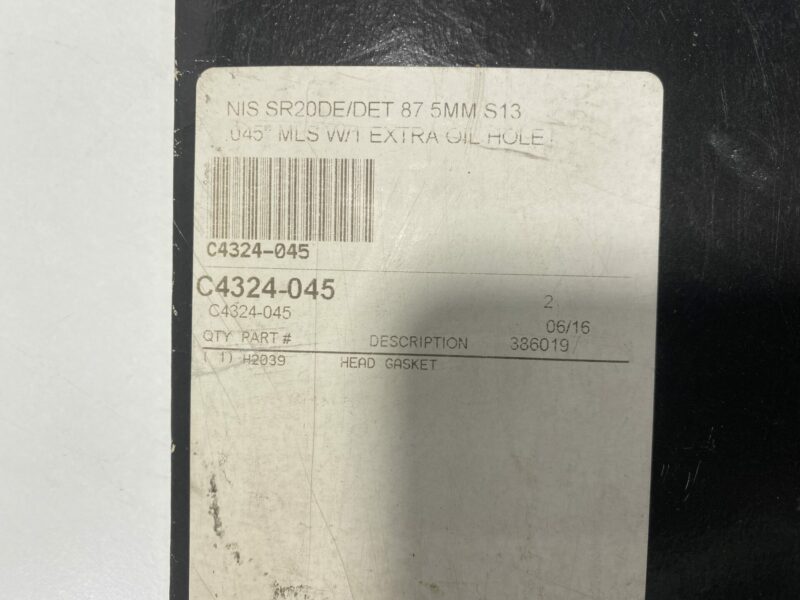 NIS SR20DE/DET 87 5MM S13
.045" MLS W/1 EXTRA OIL HOLE
C4324-045
C4324-045
C4324-045
2
06/16
QTY PART # DESCRIPTION 386019
( 1) H2039 HEAD GASKET